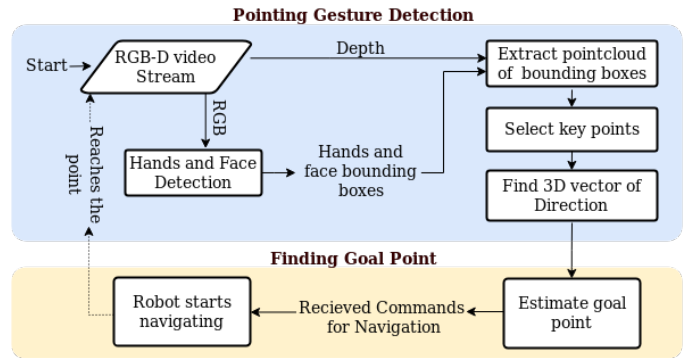 Pointing Gesture Detection
Start
RGB-D video
Stream
Depth
Extract pointcloud
of bounding boxes
RGB
Select key points
Hands and Face
Detection
Hands and
face bounding
boxes
Find 3D vector of
Direction
Reaches the
point
Finding Goal Point
Estimate goal
point
Recieved Commands
for Navigation
Robot starts
navigating